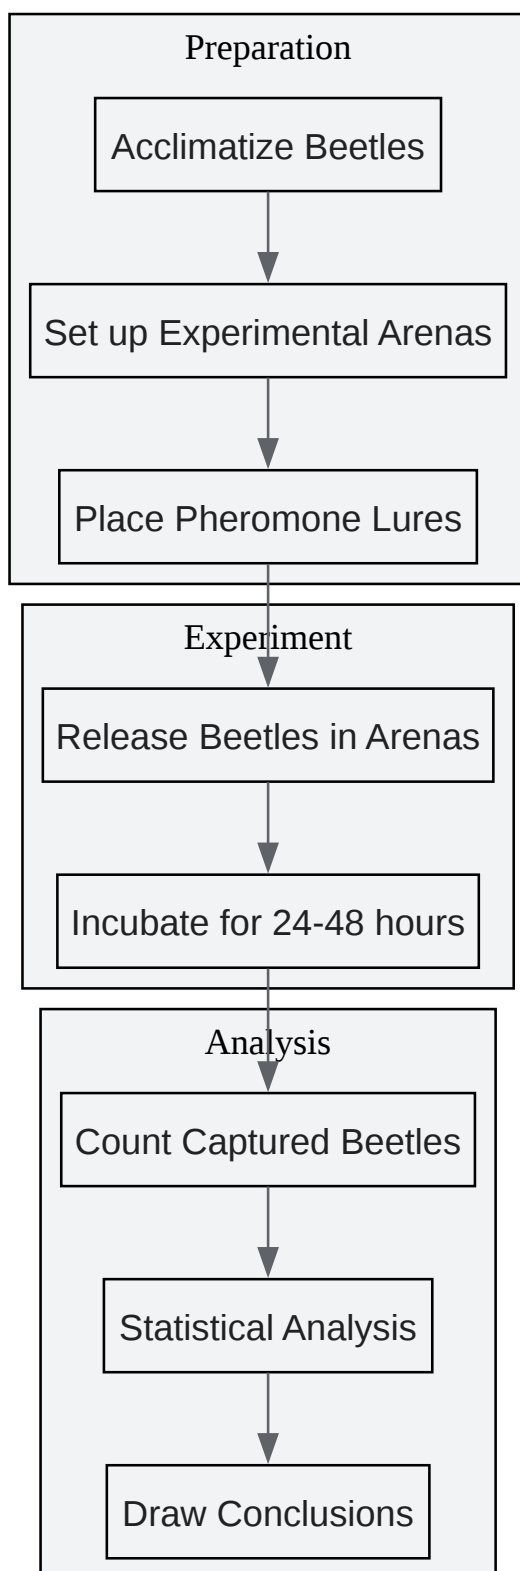 Preparation
Acclimatize Beetles
Set up Experimental Arenas
Place Pheromone Lures
Experiment
Release Beetles in Arenas
Incubate for 24-48 hours
Analysis
Count Captured Beetles
Statistical Analysis
Draw Conclusions